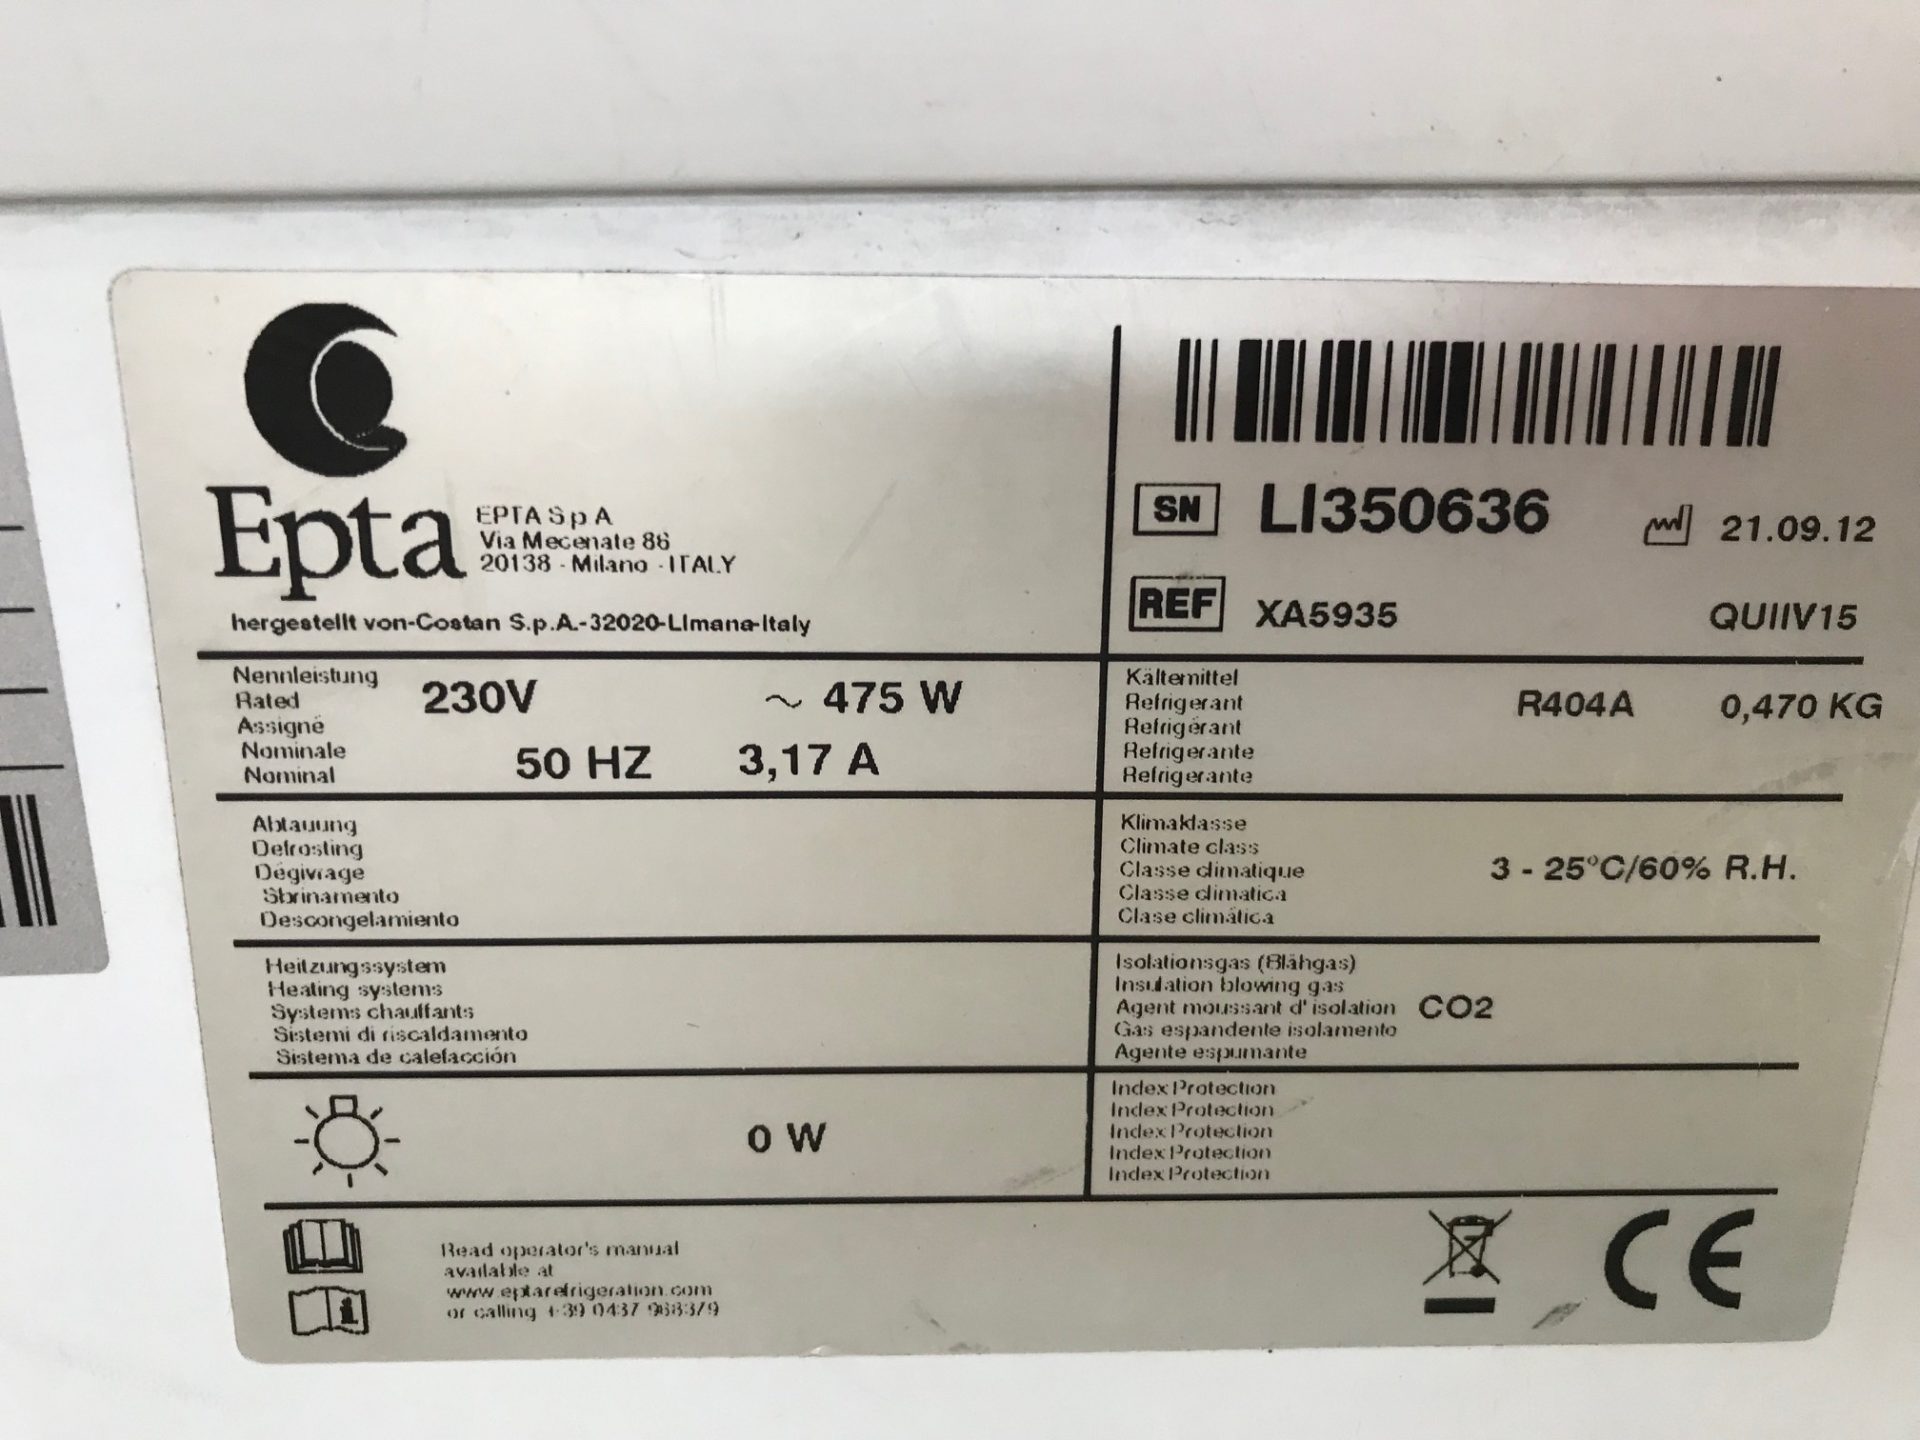 Epta
EPTA S p A
Via Mecenate 86
20138 - Milano - ITALY
hergestellt von-Costan S.p.A.-32020-Limana-Italy
SN LI350636 21.09.12
REF XA5935 QUIIV15
Nennleistung
Rated
Assigné
Nominale
Nominal
230V ~ 475 W
50 HZ 3,17 A
Kältemittel
Refrigerant
Refrigérant
Refrigerante
Refrigerante
R404A 0,470 KG
Abtauung
Defrosting
Dégivrage
Sbrinamento
Descongelamiento
Klimaklasse
Climate class
Classe climatique
Classe climatica
Clase climática
3 - 25°C/60% R.H.
Heitzungssystem
Heating systems
Systems chauffants
Sistemi di riscaldamento
Sistema de calefacción
Isolationsgas (Blähgas)
Insulation blowing gas
Agent moussant d' isolation
Gas espandente isolamento
Agente espumante
CO2
0 W
Index Protection
Index Protection
Index Protection
Index Protection
Index Protection
Read operator's manual
available at
www.eptarefrigeration.com
or calling +39 0437 968379
CE